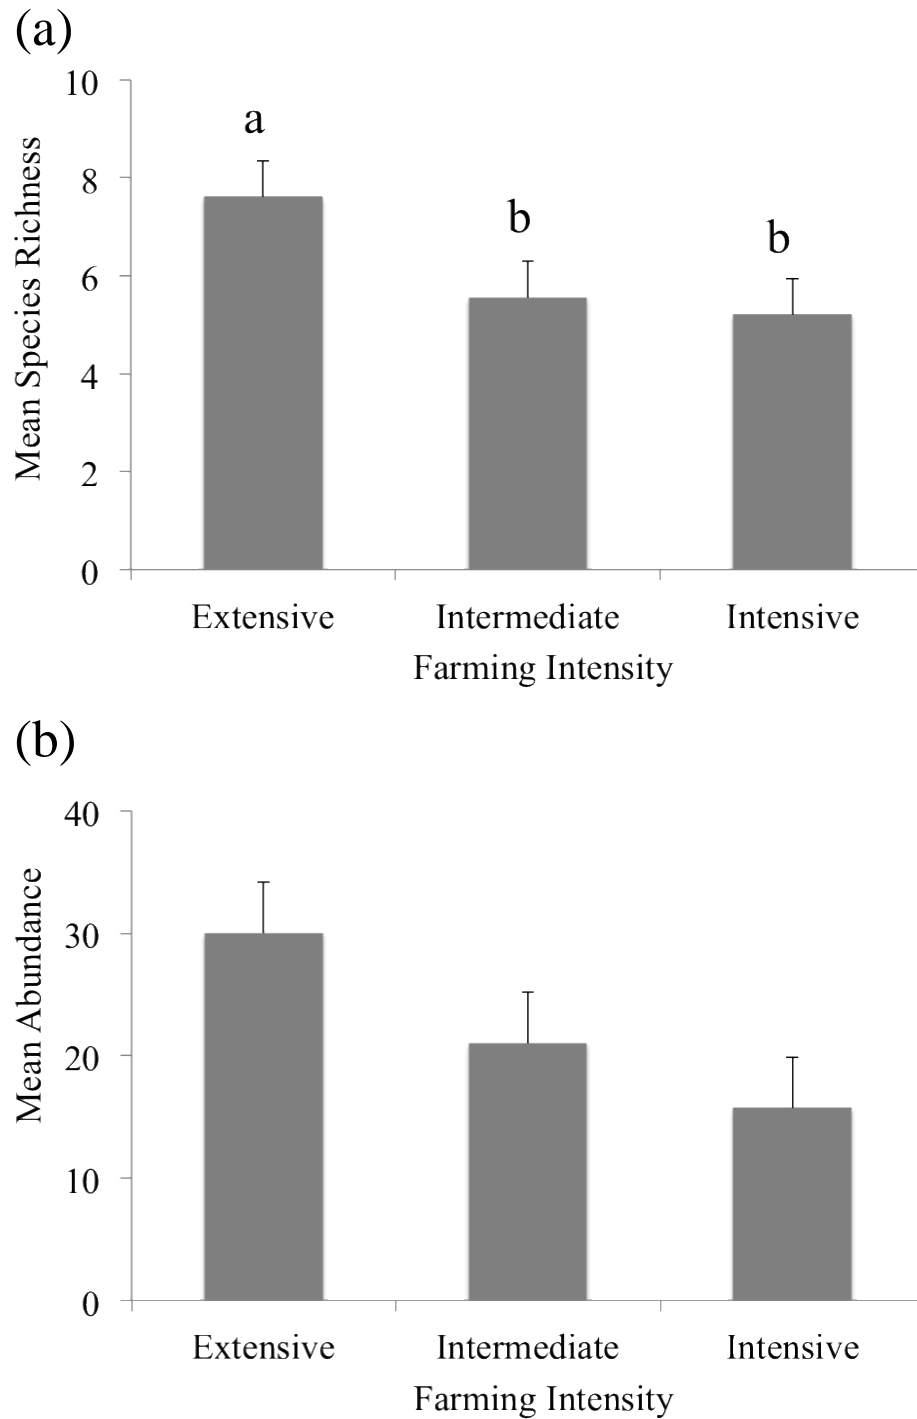 (a)
10
8
6
4
2
0
Mean Species Richness
a
b
b
Extensive Intermediate Intensive
Farming Intensity
(b)
40
30
20
10
0
Mean Abundance
Extensive Intermediate Intensive
Farming Intensity